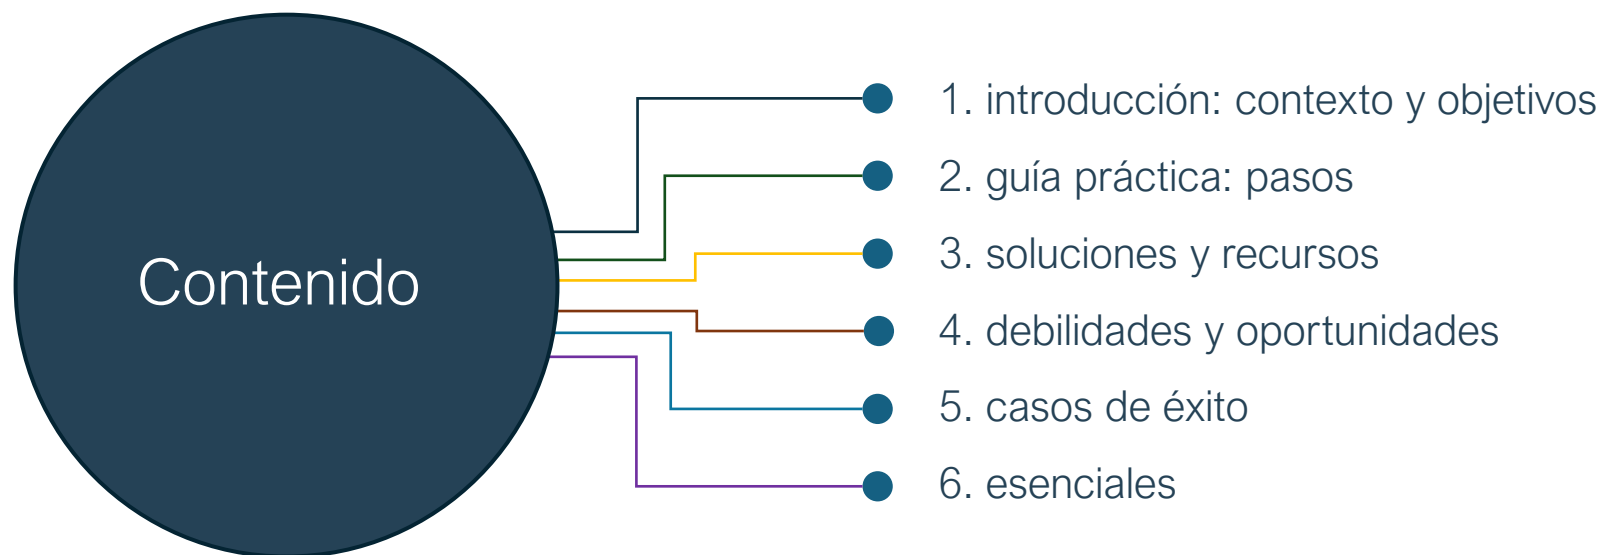 Contenido
1. introducción: contexto y objetivos
2. guía práctica: pasos
3. soluciones y recursos
4. debilidades y oportunidades
5. casos de éxito
6. esenciales